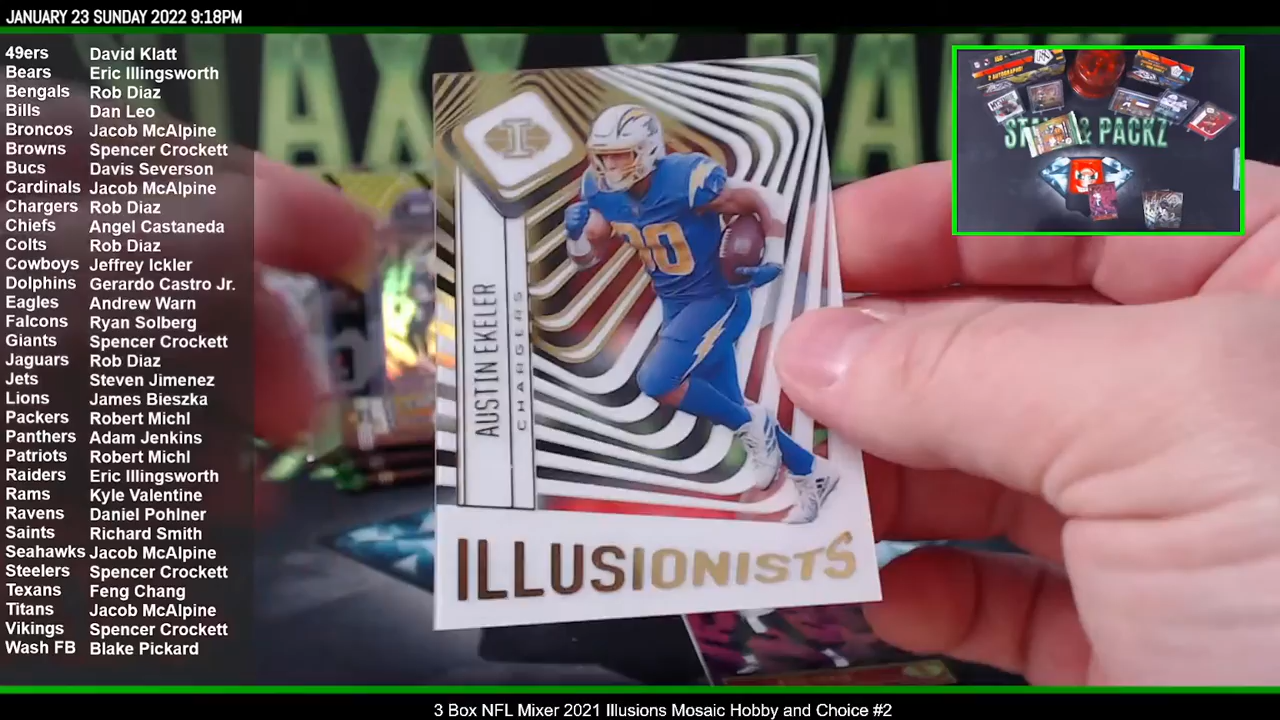 JANUARY 23 SUNDAY 2022 9:18PM
49ers David Klatt
Bears Eric Illingsworth
Bengals Rob Diaz
Bills Dan Leo
Broncos Jacob McAlpine
Browns Spencer Crockett
Bucs Davis Severson
Cardinals Jacob McAlpine
Chargers Rob Diaz
Chiefs Angel Castaneda
Colts Rob Diaz
Cowboys Jeffrey Ickler
Dolphins Gerardo Castro Jr.
Eagles Andrew Warn
Falcons Ryan Solberg
Giants Spencer Crockett
Jaguars Rob Diaz
Jets Steven Jimenez
Lions James Bieszka
Packers Robert Michl
Panthers Adam Jenkins
Patriots Robert Michl
Raiders Eric Illingsworth
Rams Kyle Valentine
Ravens Daniel Pohlner
Saints Richard Smith
Seahawks Jacob McAlpine
Steelers Spencer Crockett
Texans Feng Chang
Titans Jacob McAlpine
Vikings Spencer Crockett
Wash FB Blake Pickard
I
30
AUSTIN EKELER
CHARGERS
ILLUSIONISTS
& PACKZ
3 Box NFL Mixer 2021 Illusions Mosaic Hobby and Choice #2